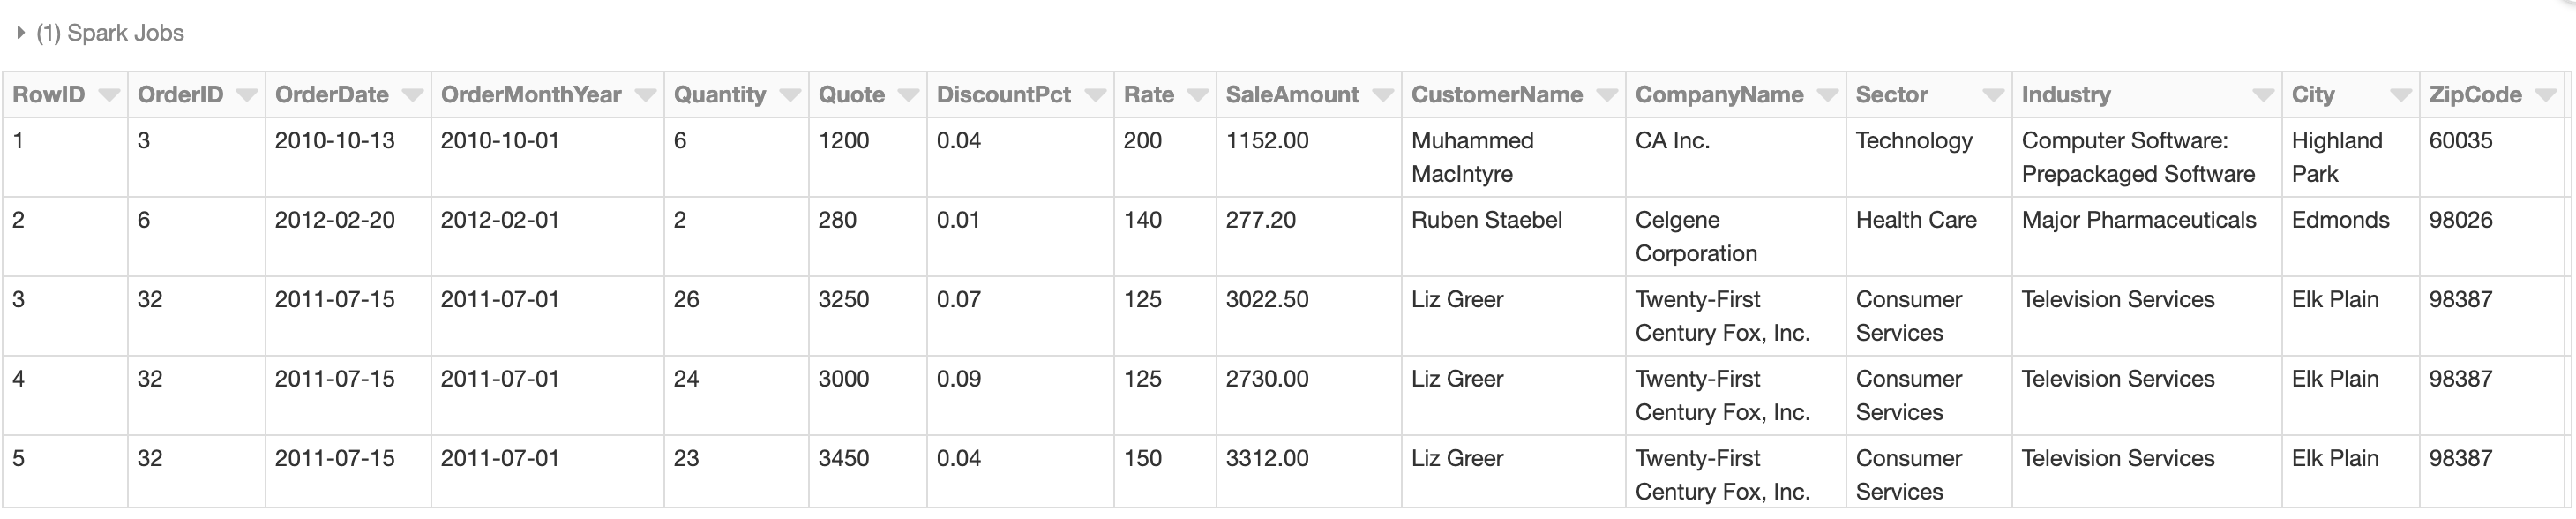 (1) Spark Jobs
RowID OrderID OrderDate OrderMonthYear Quantity Quote DiscountPct Rate SaleAmount CustomerName CompanyName Sector Industry City ZipCode
1 3 2010-10-13 2010-10-01 6 1200 0.04 200 1152.00 Muhammed CA Inc. Technology Computer Software: Highland 60035
MacIntyre Prepackaged Software Park
2 6 2012-02-20 2012-02-01 2 280 0.01 140 277.20 Ruben Staebel Celgene Health Care Major Pharmaceuticals Edmonds 98026
Corporation
3 32 2011-07-15 2011-07-01 26 3250 0.07 125 3022.50 Liz Greer Twenty-First Consumer Television Services Elk Plain 98387
Century Fox, Inc. Services
4 32 2011-07-15 2011-07-01 24 3000 0.09 125 2730.00 Liz Greer Twenty-First Consumer Television Services Elk Plain 98387
Century Fox, Inc. Services
5 32 2011-07-15 2011-07-01 23 3450 0.04 150 3312.00 Liz Greer Twenty-First Consumer Television Services Elk Plain 98387
Century Fox, Inc. Services